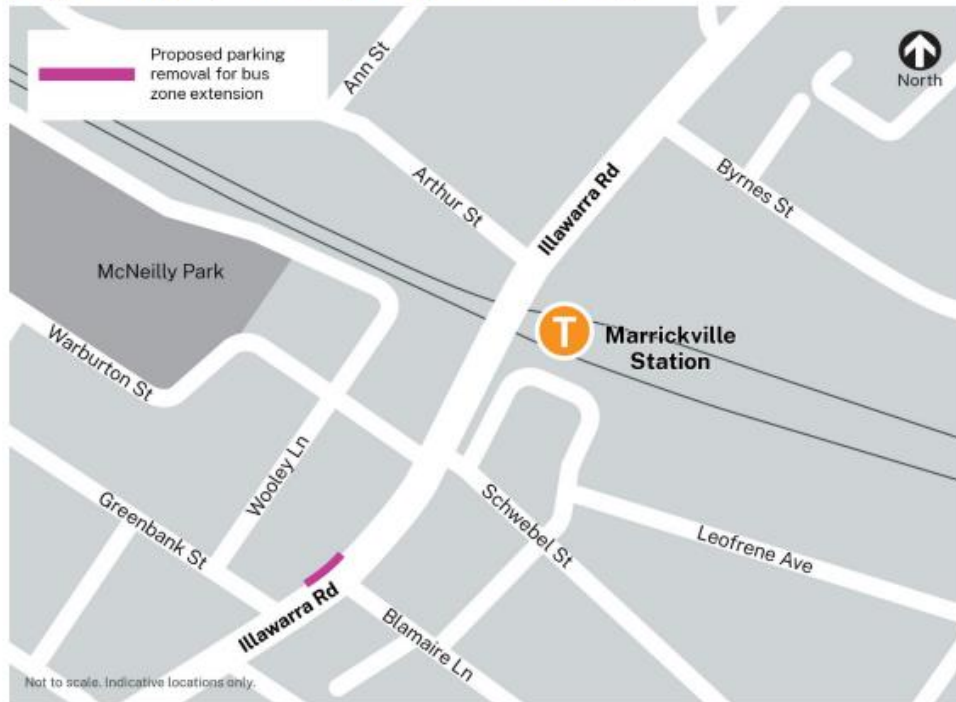 Proposed parking
removal for bus
zone extension
North
Ann St
Arthur St
Illawarra Rd
Byrnes St
McNeilly Park
T
Marrickville
Station
Warburton St
Wooley Ln
Greenbank St
Schwebel St
Leofrene Ave
Illawarra Rd
Blamaire Ln
Not to scale. Indicative locations only.